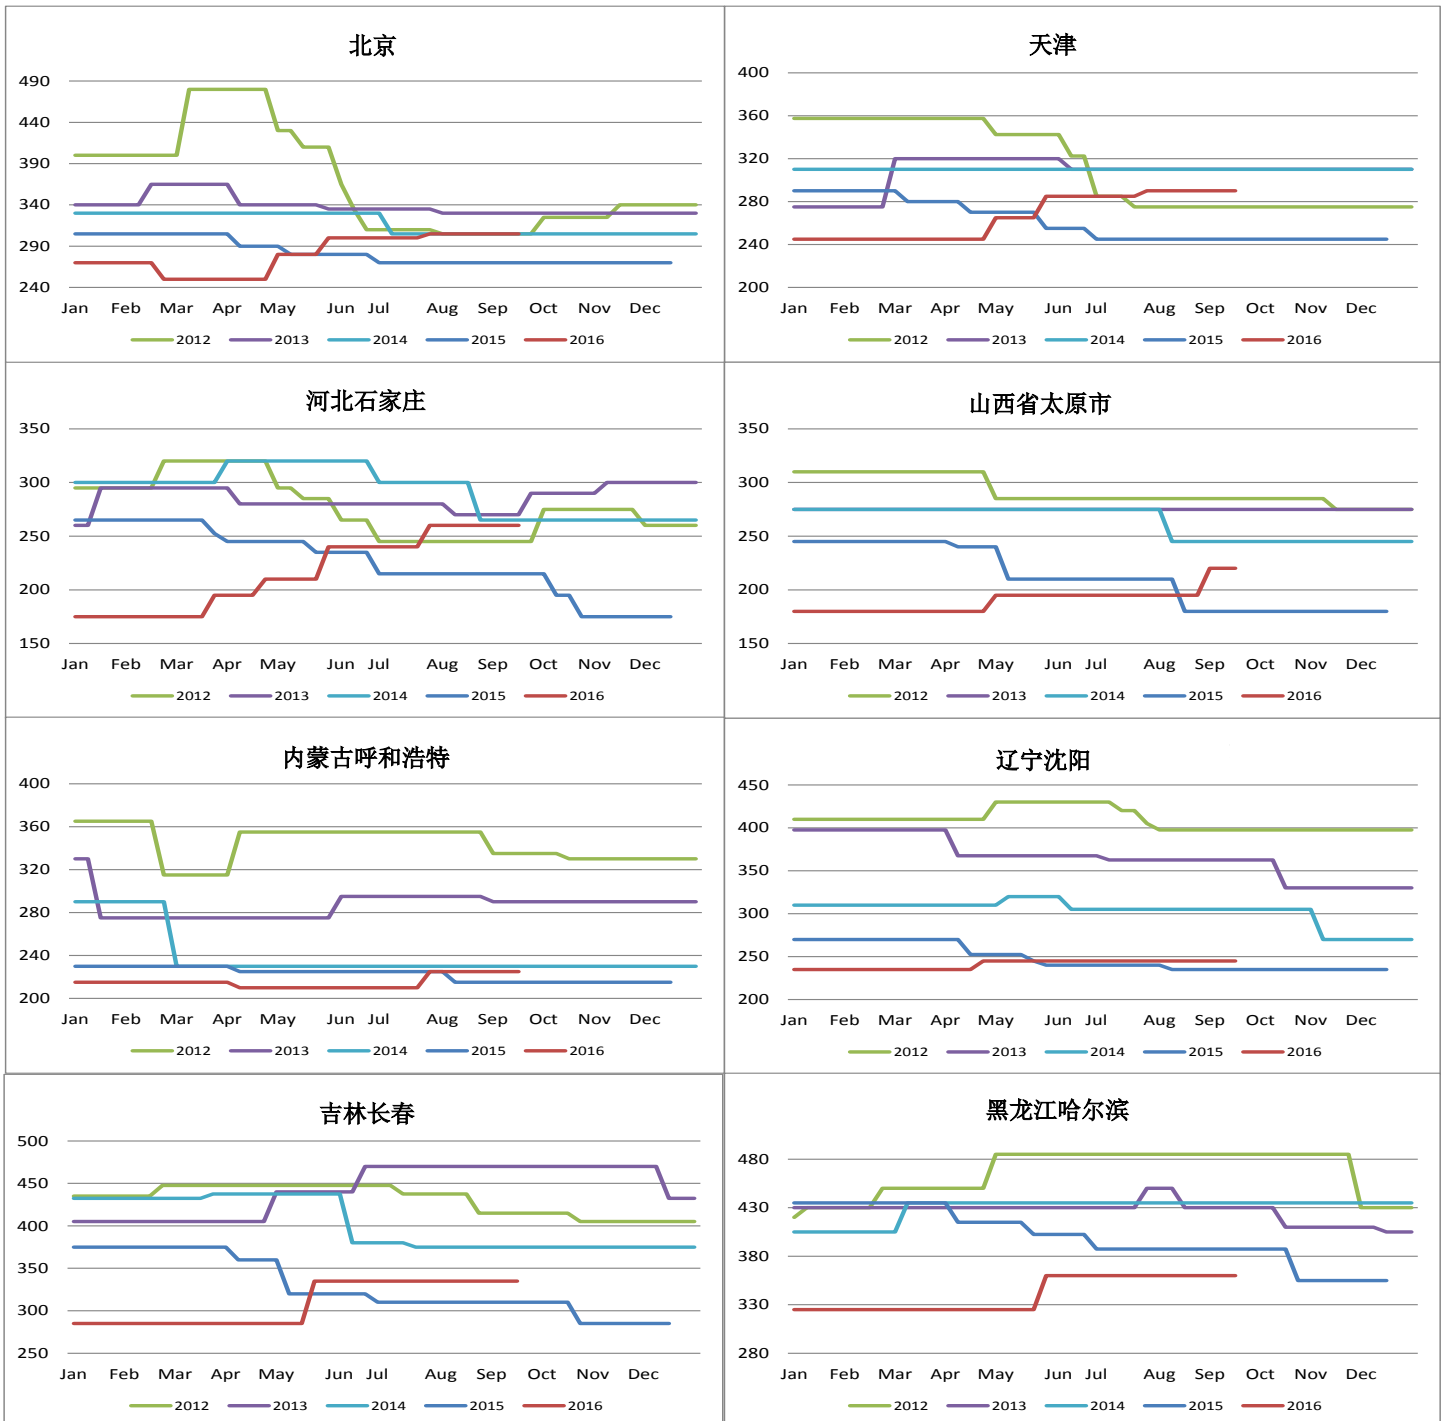 北京
490
440
390
340
290
240
Jan Feb Mar Apr May Jun Jul Aug Sep Oct Nov Dec
2012 2013 2014 2015 2016
天津
400
360
320
280
240
200
Jan Feb Mar Apr May Jun Jul Aug Sep Oct Nov Dec
2012 2013 2014 2015 2016
河北石家庄
350
300
250
200
150
Jan Feb Mar Apr May Jun Jul Aug Sep Oct Nov Dec
2012 2013 2014 2015 2016
山西省太原市
350
300
250
200
150
Jan Feb Mar Apr May Jun Jul Aug Sep Oct Nov Dec
2012 2013 2014 2015 2016
内蒙古呼和浩特
400
360
320
280
240
200
Jan Feb Mar Apr May Jun Jul Aug Sep Oct Nov Dec
2012 2013 2014 2015 2016
辽宁沈阳
450
400
350
300
250
200
Jan Feb Mar Apr May Jun Jul Aug Sep Oct Nov Dec
2012 2013 2014 2015 2016
吉林长春
500
450
400
350
300
250
Jan Feb Mar Apr May Jun Jul Aug Sep Oct Nov Dec
2012 2013 2014 2015 2016
黑龙江哈尔滨
480
430
380
330
280
Jan Feb Mar Apr May Jun Jul Aug Sep Oct Nov Dec
2012 2013 2014 2015 2016